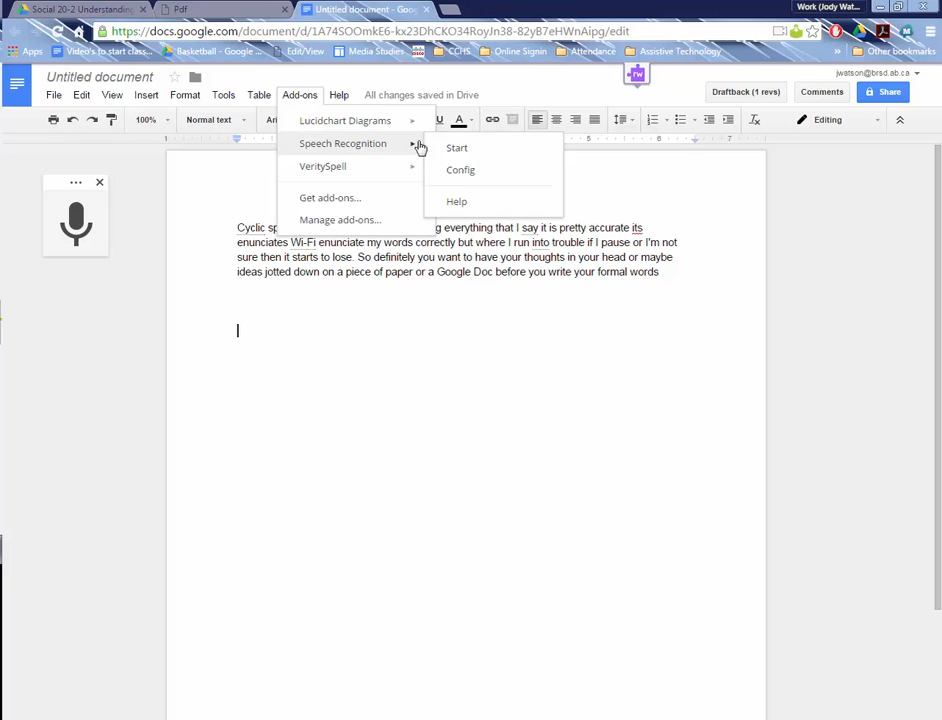 Social 20-2 Understanding
Pdf
Untitled document - Goo
Work (Jody Wat...
https://docs.google.com/document/d/1A74SOOmkE6-kx23DhCKO34RoyJn38-82yB7eHWnAipg/edit
Apps
Video's to start class...
Basketball - Google ...
Media Studies
CCHS
Online Signin
Attendance
Assistive Technology
»
Other bookmarks
rw
Untitled document
jwatson@brsd.ab.ca
File Edit View Insert Format Tools Table Add-ons Help All changes saved in Drive
Draftback (1 revs)
Comments
Share
100% Normal text Ari U A Editing
Lucidchart Diagrams
Speech Recognition
VeritySpell
Get add-ons...
Manage add-ons...
Start
Config
Help
1 5 6 7
Cyclic sp g everything that I say it is pretty accurate its
enunciates Wi-Fi enunciate my words correctly but where I run into trouble if I pause or I'm not
sure then it starts to lose. So definitely you want to have your thoughts in your head or maybe
ideas jotted down on a piece of paper or a Google Doc before you write your formal words